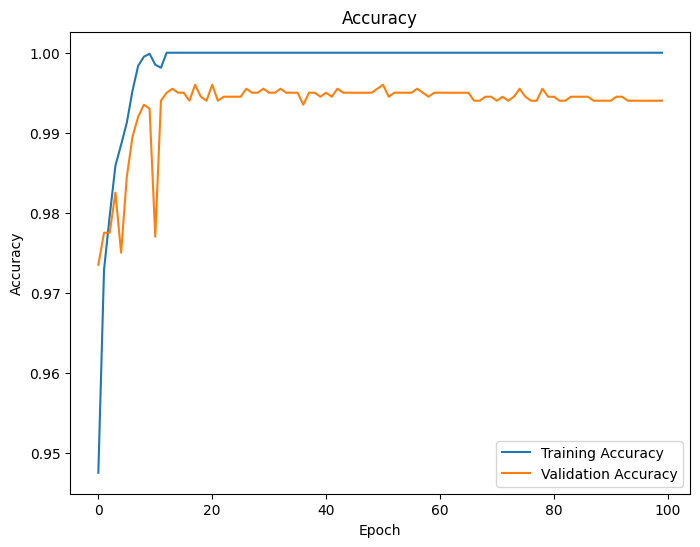 Accuracy
1.00
0.99
0.98
0.97
0.96
0.95
Accuracy
0
20
40
60
80
100
Epoch
Training Accuracy
Validation Accuracy